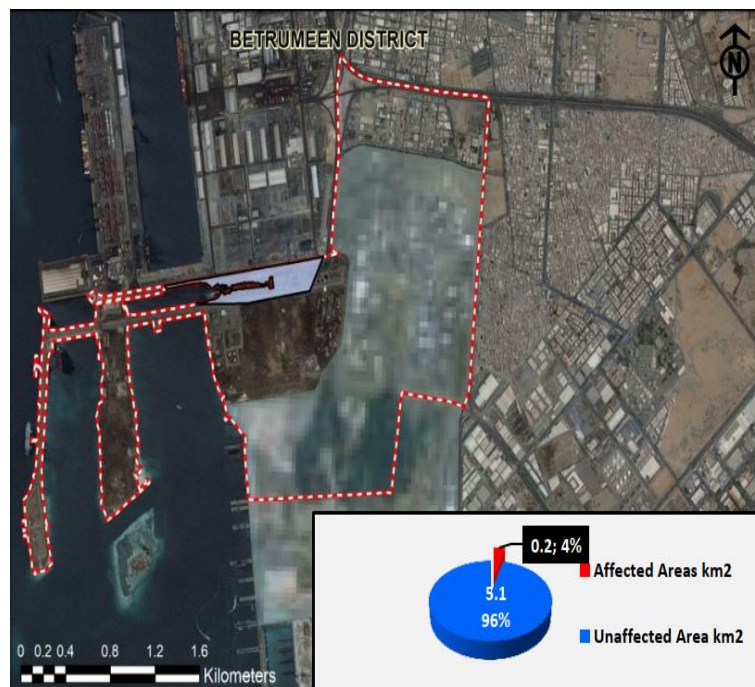 BETRUMEEN DISTRICT
N
0.2; 4%
Affected Areas km2
5.1
96%
Unaffected Area km2
0 0.2 0.4 0.8 1.2 1.6
Kilometers